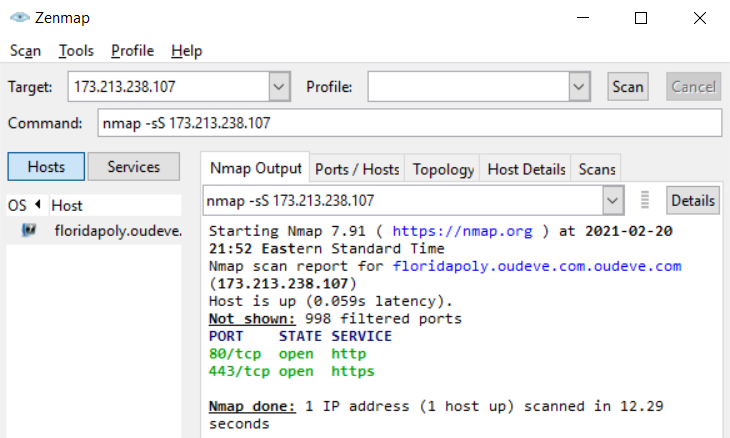 Zenmap
Scan Tools Profile Help
Target: 173.213.238.107 Profile: Scan Cancel
Command: nmap -sS 173.213.238.107
Hosts Services
Nmap Output Ports / Hosts Topology Host Details Scans
OS Host
nmap -sS 173.213.238.107 Details
floridapoly.oudeve.
Starting Nmap 7.91 ( https://nmap.org ) at 2021-02-20
21:52 Eastern Standard Time
Nmap scan report for floridapoly.oudeve.com.oudeve.com
(173.213.238.107)
Host is up (0.059s latency).
Not shown: 998 filtered ports
PORT STATE SERVICE
80/tcp open http
443/tcp open https
Nmap done: 1 IP address (1 host up) scanned in 12.29
seconds